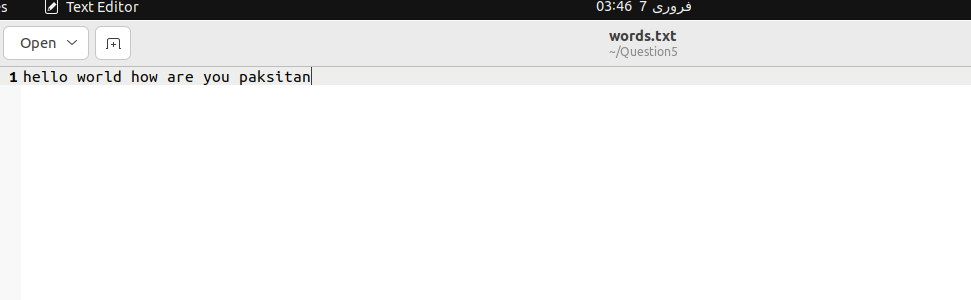 s Text Editor 03:46 7 فروری
Open words.txt
~/Question5
1 hello world how are you paksitan